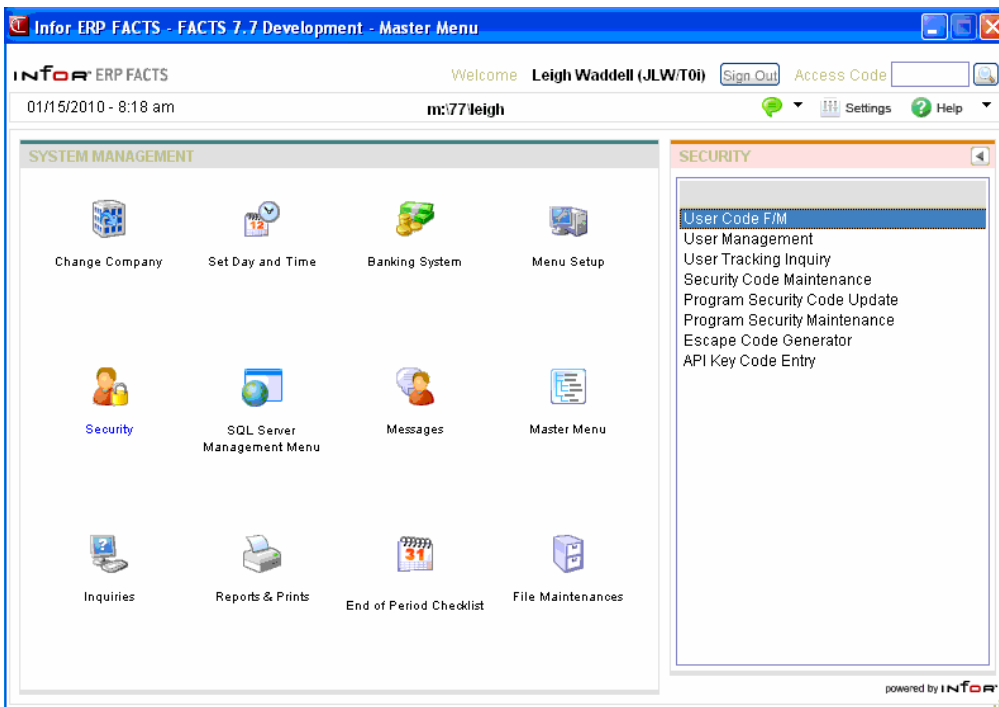 Infor ERP FACTS - FACTS 7.7 Development - Master Menu
INFOR ERP FACTS
Welcome Leigh Waddell (JLW/T0i) Sign Out Access Code
01/15/2010 - 8:18 am
m:\77\leigh
Settings
Help
SYSTEM MANAGEMENT
12
Change Company
Set Day and Time
Banking System
Menu Setup
Security
SQL Server
Management Menu
Messages
Master Menu
31
Inquiries
Reports & Prints
End of Period Checklist
File Maintenances
SECURITY
User Code F/M
User Management
User Tracking Inquiry
Security Code Maintenance
Program Security Code Update
Program Security Maintenance
Escape Code Generator
API Key Code Entry
powered by INFOR